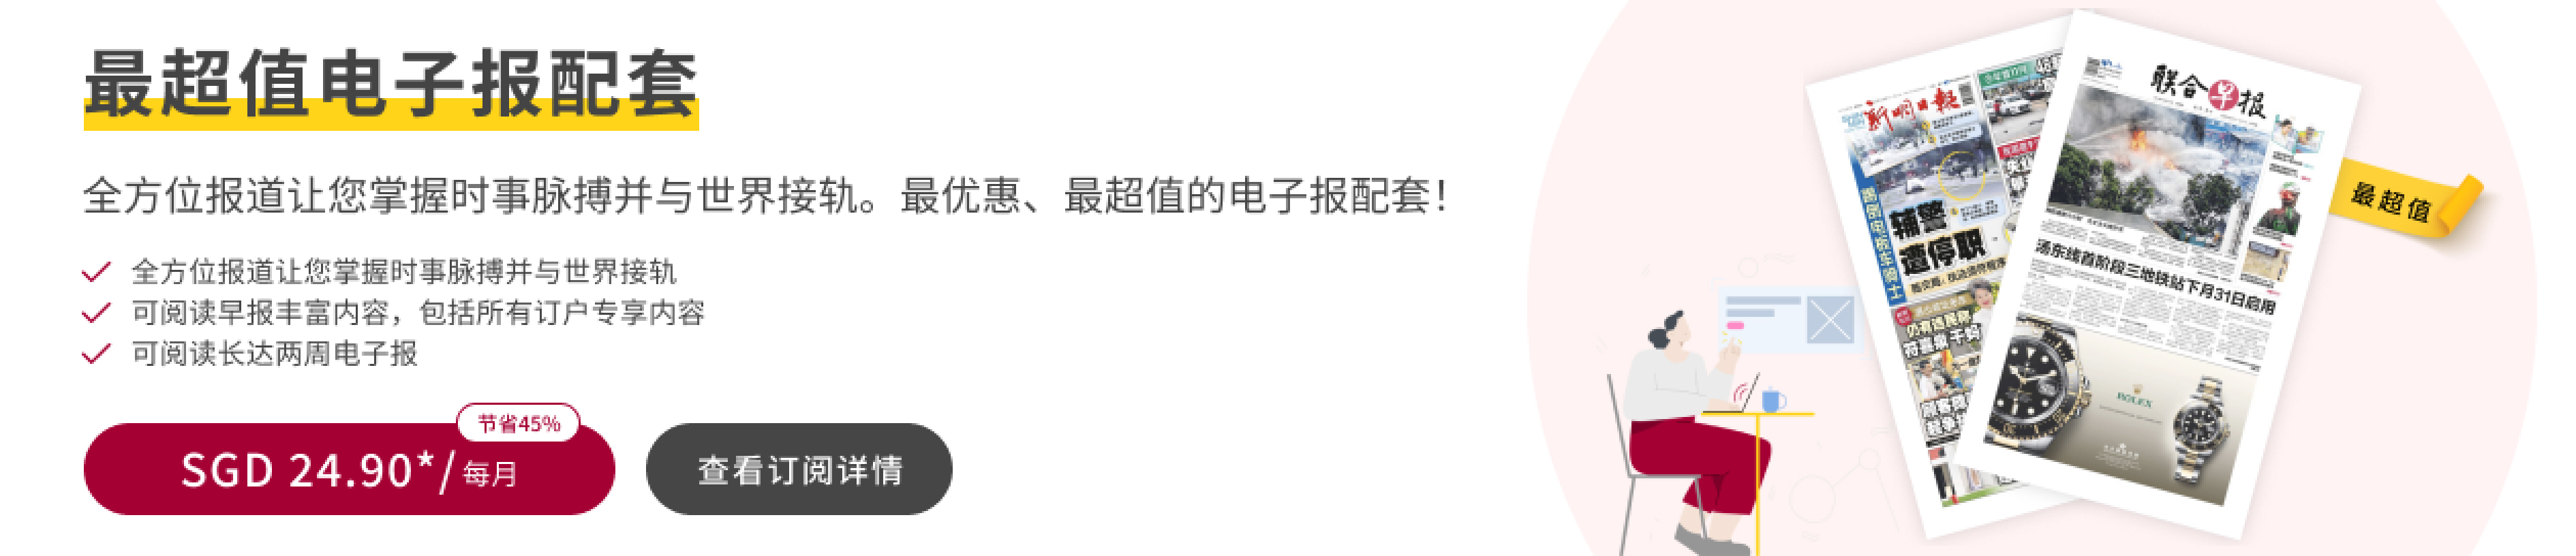 最超值电子报配套
全方位报道让您掌握时事脉搏并与世界接轨。最优惠、最超值的电子报配套！
全方位报道让您掌握时事脉搏并与世界接轨
可阅读早报丰富内容，包括所有订户专享内容
可阅读长达两周电子报
节省45%
SGD 24.90*/每月
查看订阅详情
新明日報
辅警
遭停职
联合早报
汤东线首阶段三地铁站下月31日启用
ROLEX
最超值